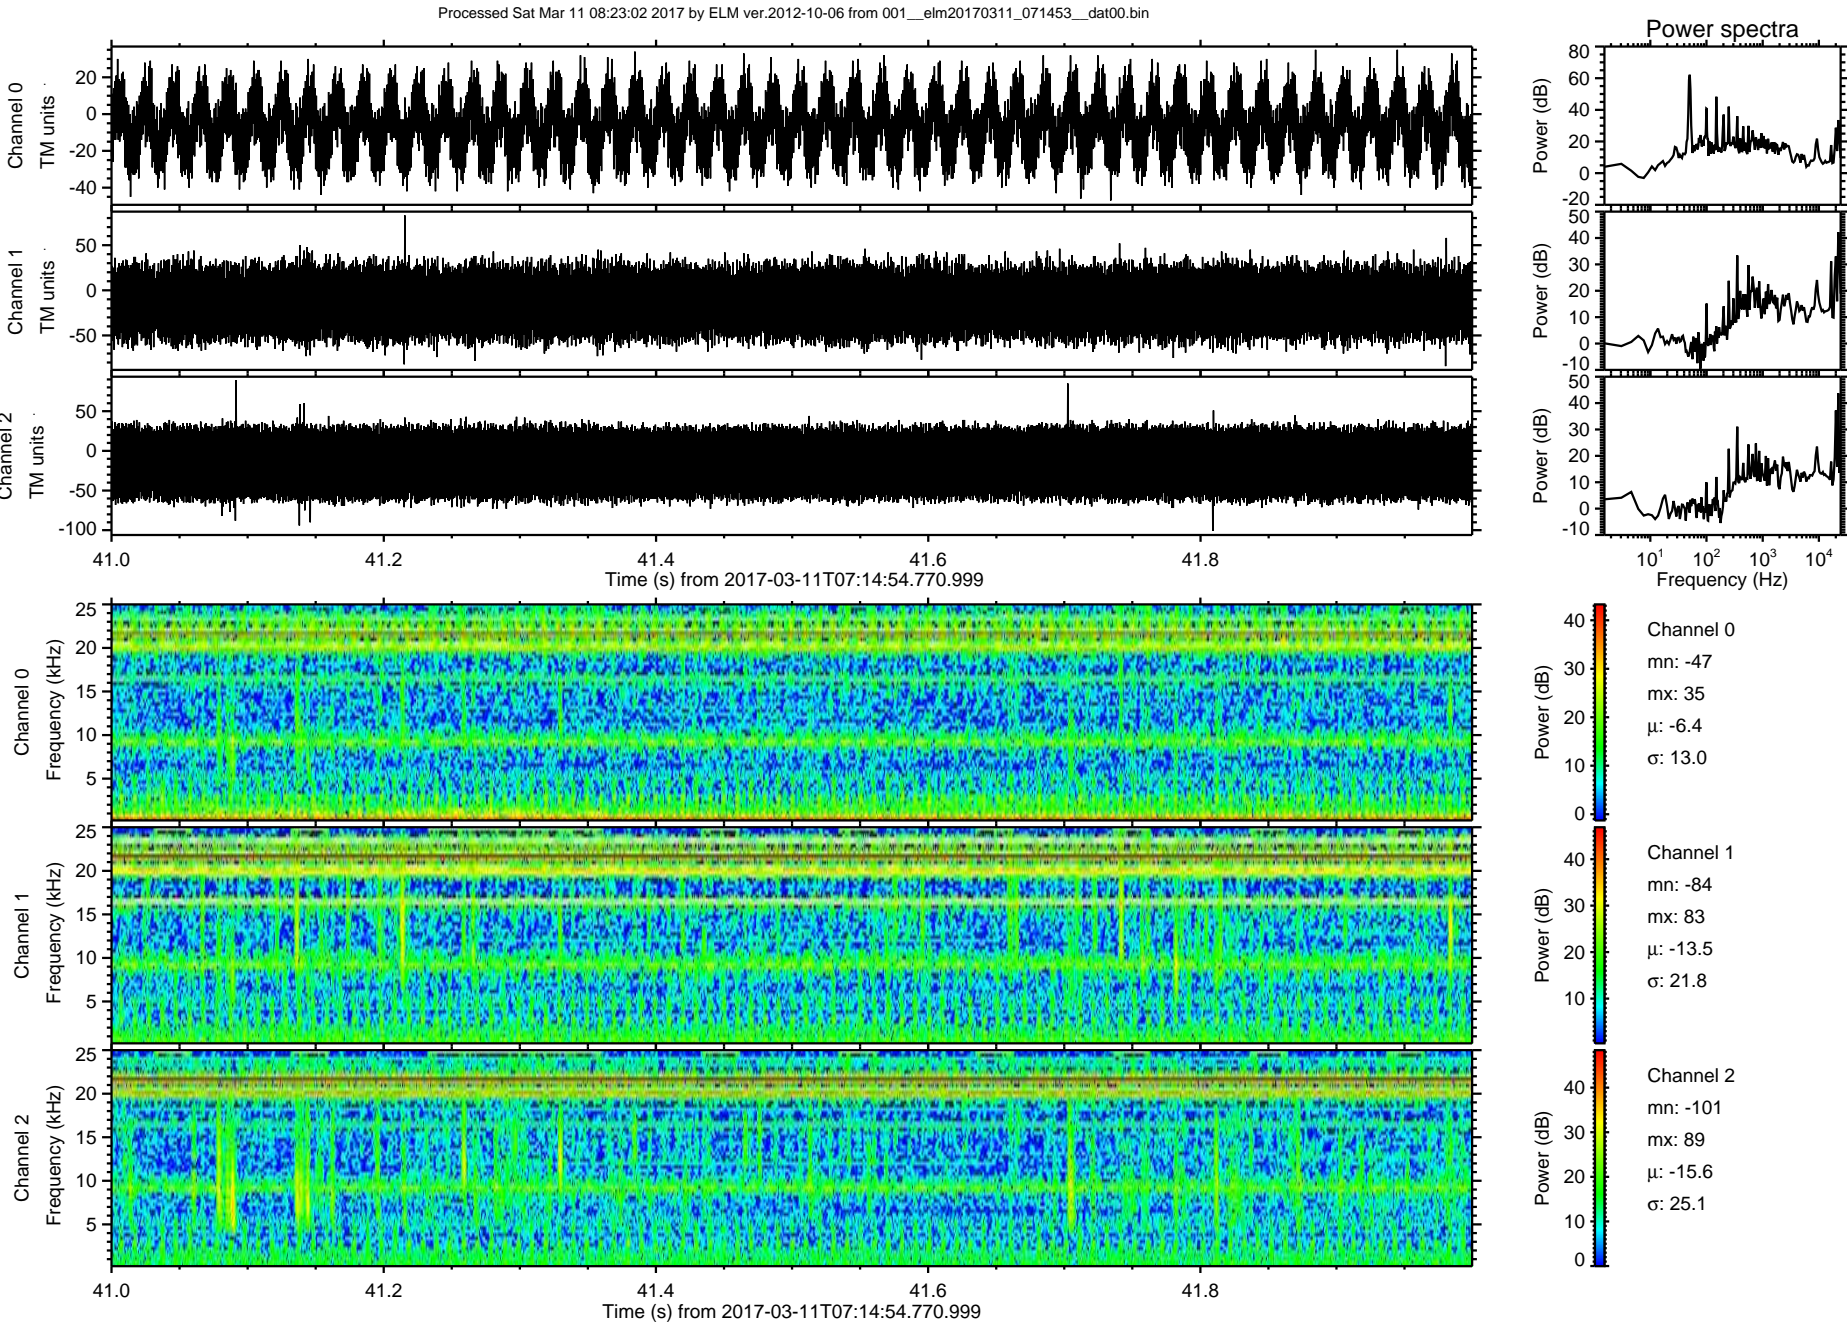 Processed Sat Mar 11 08:23:02 2017 by ELM ver.2012-10-06 from 001__elm20170311_071453__dat00.bin
Power spectra
Channel 0
TM units
20
0
-20
-40
Power (dB)
80
60
40
20
0
-20
Channel 1
TM units
50
0
-50
Power (dB)
50
40
30
20
10
0
-10
Channel 2
TM units
50
0
-50
-100
Power (dB)
50
40
30
20
10
0
-10
41.0 41.2 41.4 41.6 41.8
Time (s) from 2017-03-11T07:14:54.770.999
10^1 10^2 10^3 10^4
Frequency (Hz)
Channel 0
Frequency (kHz)
25
20
15
10
5
Power (dB)
40
30
20
10
0
Channel 0
mn: -47
mx: 35
μ: -6.4
σ: 13.0
Channel 1
Frequency (kHz)
25
20
15
10
5
Power (dB)
40
30
20
10
Channel 1
mn: -84
mx: 83
μ: -13.5
σ: 21.8
Channel 2
Frequency (kHz)
25
20
15
10
5
Power (dB)
40
30
20
10
0
Channel 2
mn: -101
mx: 89
μ: -15.6
σ: 25.1
41.0 41.2 41.4 41.6 41.8
Time (s) from 2017-03-11T07:14:54.770.999